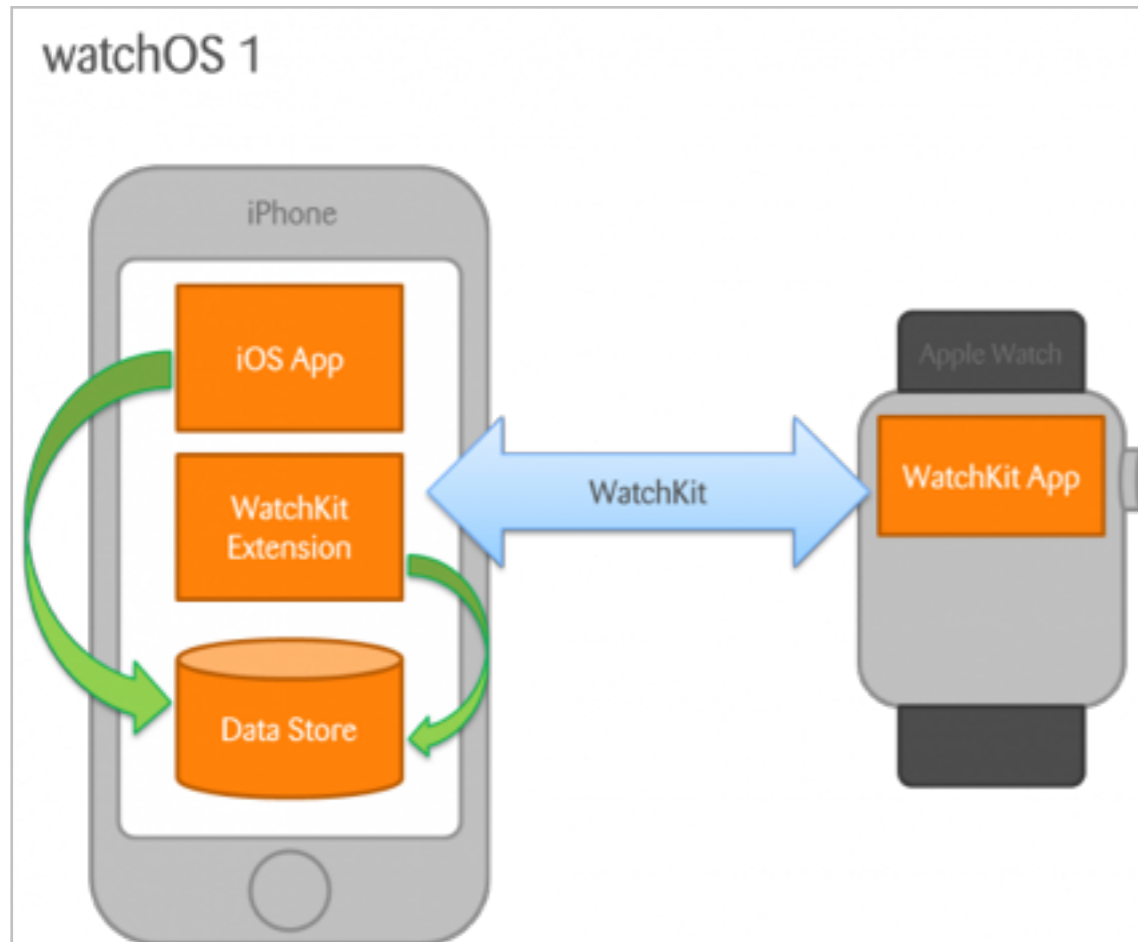 watchOS 1
iPhone
iOS App
WatchKit
Extension
Data Store
WatchKit
Apple Watch
WatchKit App